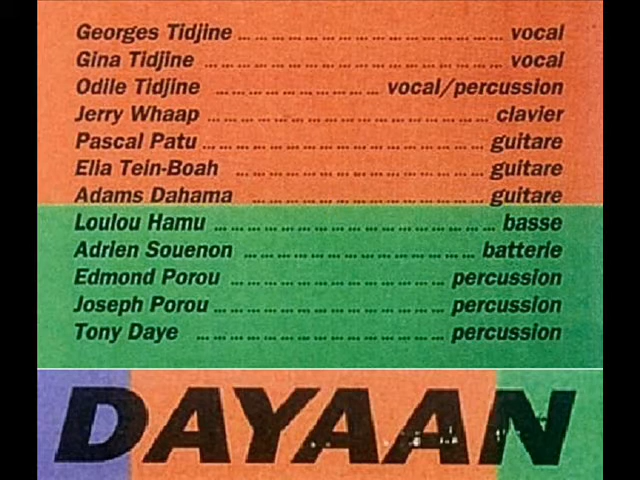 Georges Tidjine ... ... ... ... ... ... ... ... ... ... ... ... vocal
Gina Tidjine ... ... ... ... ... ... ... ... ... ... ... ... ... ... vocal
Odile Tidjine ... ... ... ... ... ... ... vocal/percussion
Jerry Whaap ... ... ... ... ... ... ... ... ... ... ... ... ... clavier
Pascal Patu ... ... ... ... ... ... ... ... ... ... ... ... ... guitare
Elia Tein-Boah ... ... ... ... ... ... ... ... ... ... ... guitare
Adams Dahama ... ... ... ... ... ... ... ... ... ... ... guitare
Loulou Hamu ... ... ... ... ... ... ... ... ... ... ... ... ... basse
Adrien Souenon ... ... ... ... ... ... ... ... ... ... batterie
Edmond Porou ... ... ... ... ... ... ... ... ... ... percussion
Joseph Porou ... ... ... ... ... ... ... ... ... ... ... percussion
Tony Daye ... ... ... ... ... ... ... ... ... ... ... percussion
DAYAAN